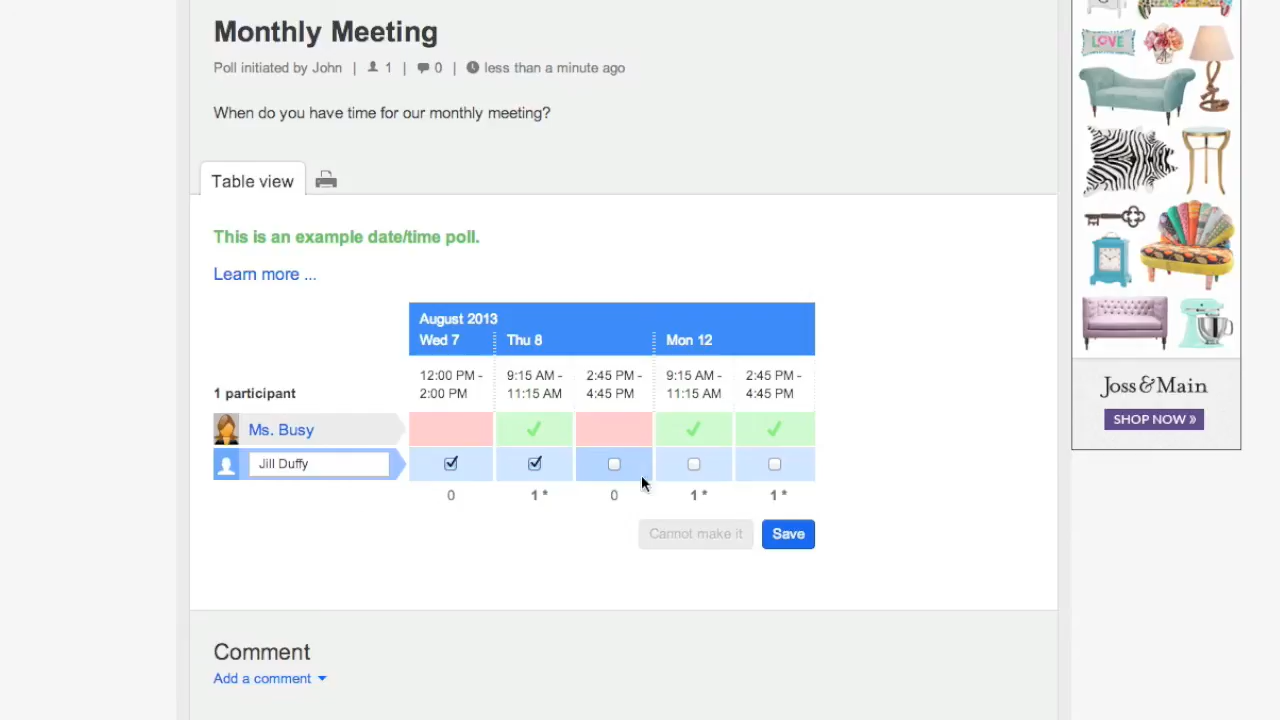 Monthly Meeting
Poll initiated by John | 1 | 0 | less than a minute ago
When do you have time for our monthly meeting?
Table view
This is an example date/time poll.
Learn more ...
August 2013
Wed 7 Thu 8 Mon 12
12:00 PM - 9:15 AM - 2:45 PM - 9:15 AM - 2:45 PM -
2:00 PM 11:15 AM 4:45 PM 11:15 AM 4:45 PM
1 participant
Ms. Busy
Jill Duffy
0 1 * 0 1 * 1 *
Cannot make it Save
Comment
Add a comment
LOVE
Joss&Main
SHOP NOW »